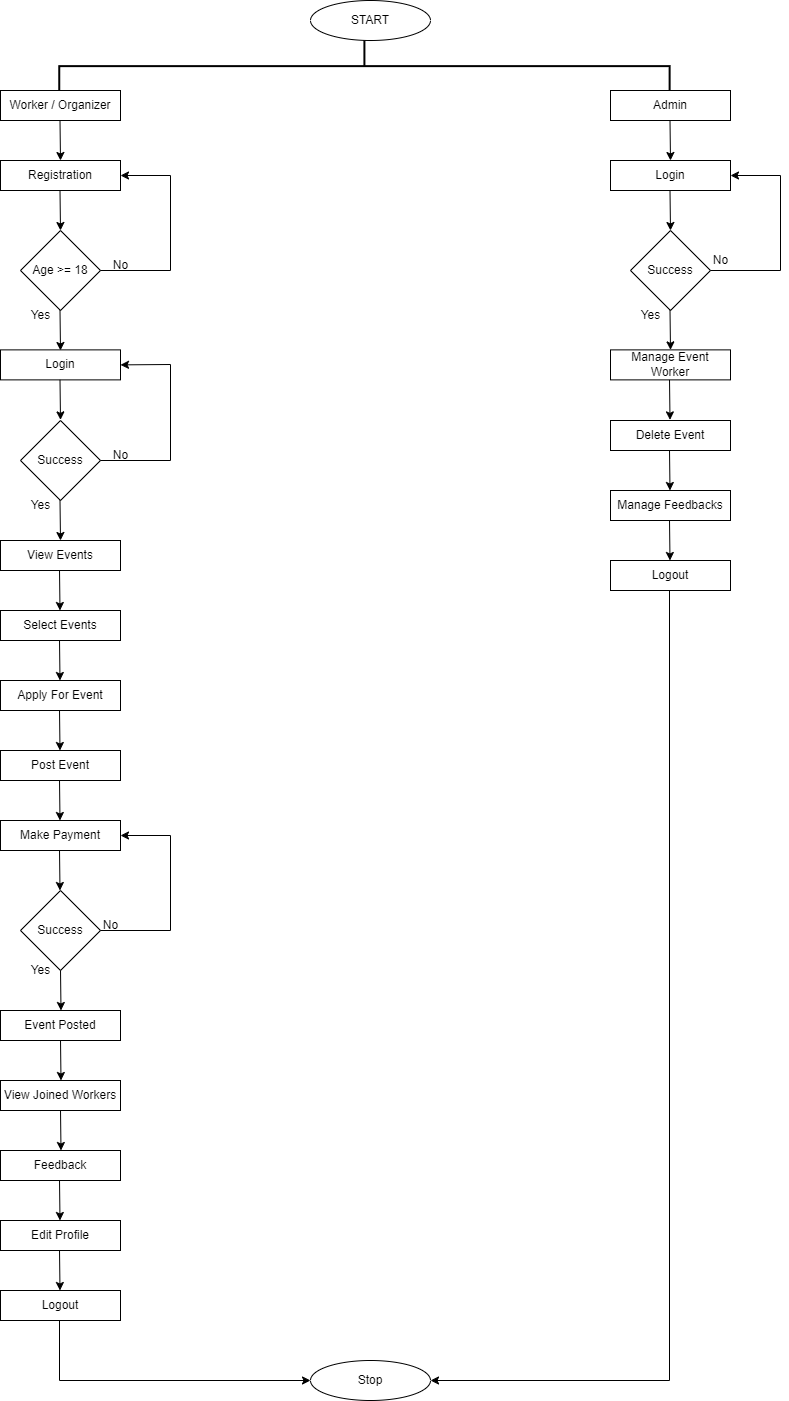 START
Worker / Organizer
Admin
Registration
Login
Age >= 18
No
Yes
Success
No
Yes
Login
Manage Event
Worker
Success
No
Yes
Delete Event
Manage Feedbacks
View Events
Logout
Select Events
Apply For Event
Post Event
Make Payment
Success
No
Yes
Event Posted
View Joined Workers
Feedback
Edit Profile
Logout
Stop